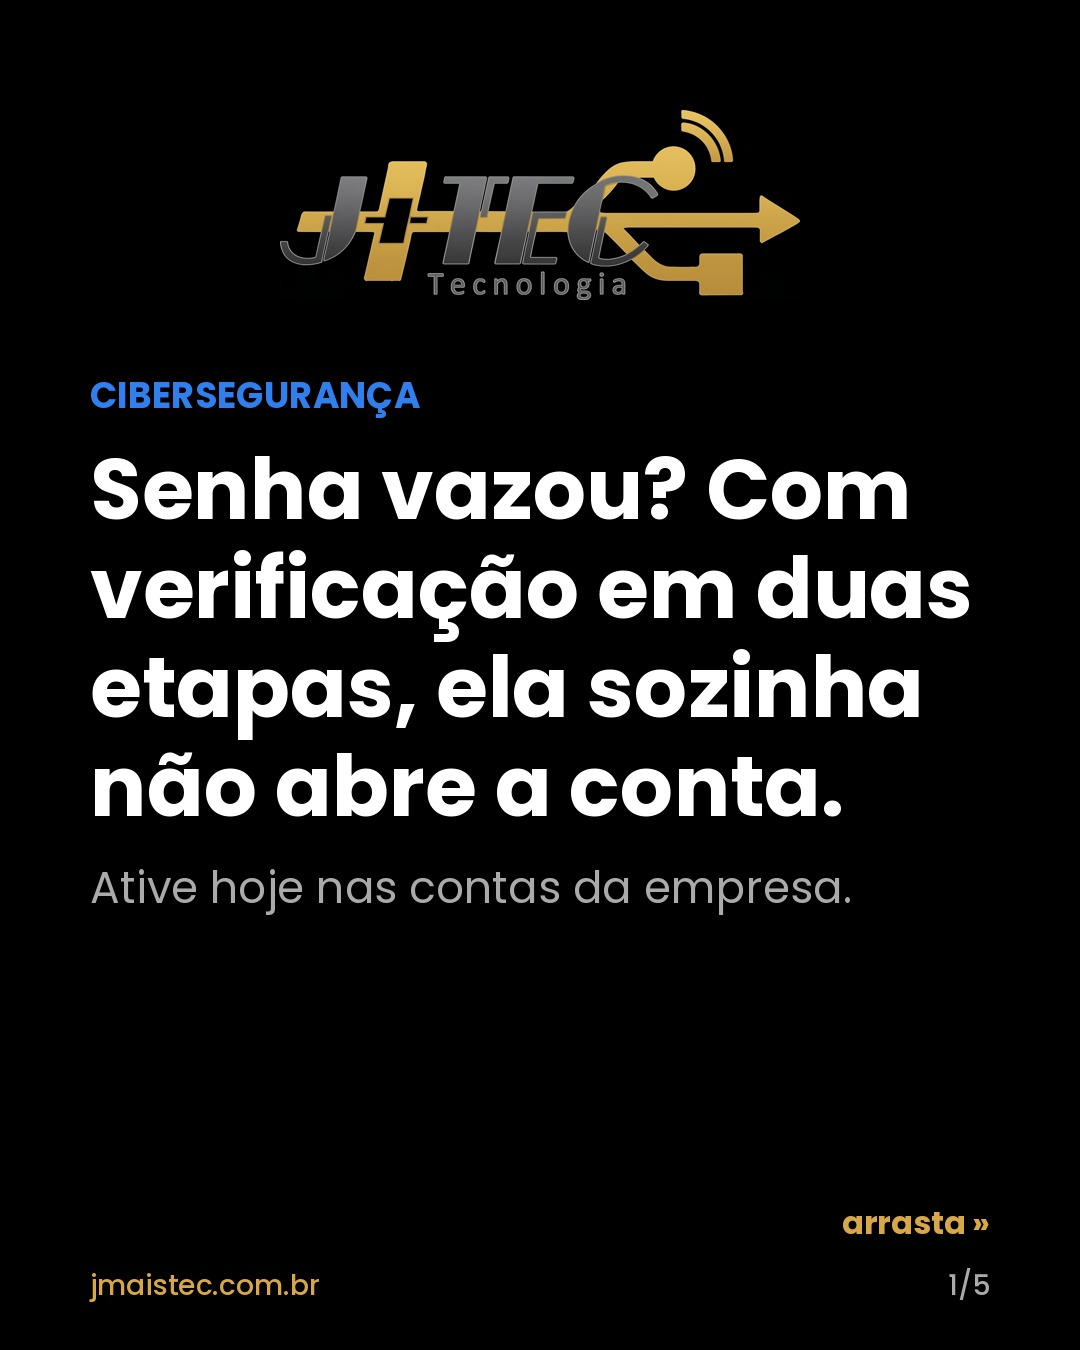 J+TEC
Tecnologia
CIBERSEGURANÇA
Senha vazou? Com
verificação em duas
etapas, ela sozinha
não abre a conta.
Ative hoje nas contas da empresa.
arrasta »
jmaistec.com.br
1/5